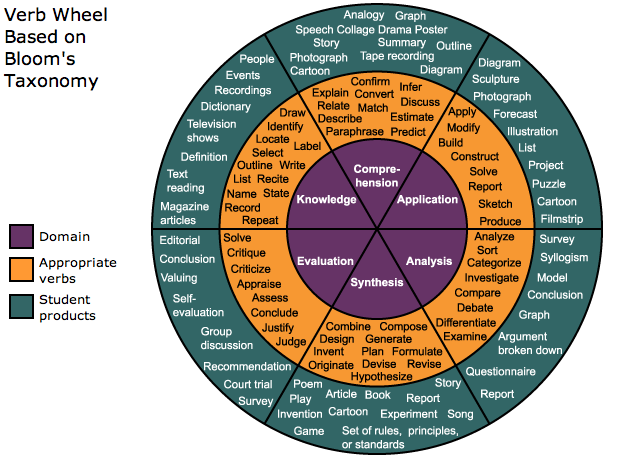 Verb Wheel
Based on
Bloom's
Taxonomy
Domain
Appropriate
verbs
Student
products
Compre-
hension
Application
Analysis
Synthesis
Evaluation
Knowledge
Confirm
Explain
Convert
Infer
Relate
Match
Discuss
Describe
Estimate
Paraphrase
Predict
Apply
Modify
Build
Construct
Solve
Report
Sketch
Produce
Analyze
Sort
Categorize
Investigate
Compare
Debate
Differentiate
Examine
Combine
Compose
Design
Generate
Invent
Plan
Formulate
Originate
Devise
Revise
Hypothesize
Solve
Critique
Criticize
Appraise
Assess
Conclude
Justify
Judge
Draw
Identify
Locate
Label
Select
Outline
Write
List
Recite
Name
State
Record
Repeat
Analogy
Graph
Speech
Collage
Drama
Poster
Story
Summary
Outline
Photograph
Tape recording
Cartoon
Diagram
Diagram
Sculpture
Photograph
Forecast
Illustration
List
Project
Puzzle
Cartoon
Filmstrip
Survey
Syllogism
Model
Conclusion
Graph
Argument
broken down
Questionnaire
Report
Poem
Story
Play
Article
Book
Report
Invention
Cartoon
Experiment
Song
Game
Set of rules, principles,
or standards
Editorial
Conclusion
Valuing
Self-
evaluation
Group
discussion
Recommendation
Court trial
Survey
People
Events
Recordings
Dictionary
Television
shows
Definition
Text
reading
Magazine
articles